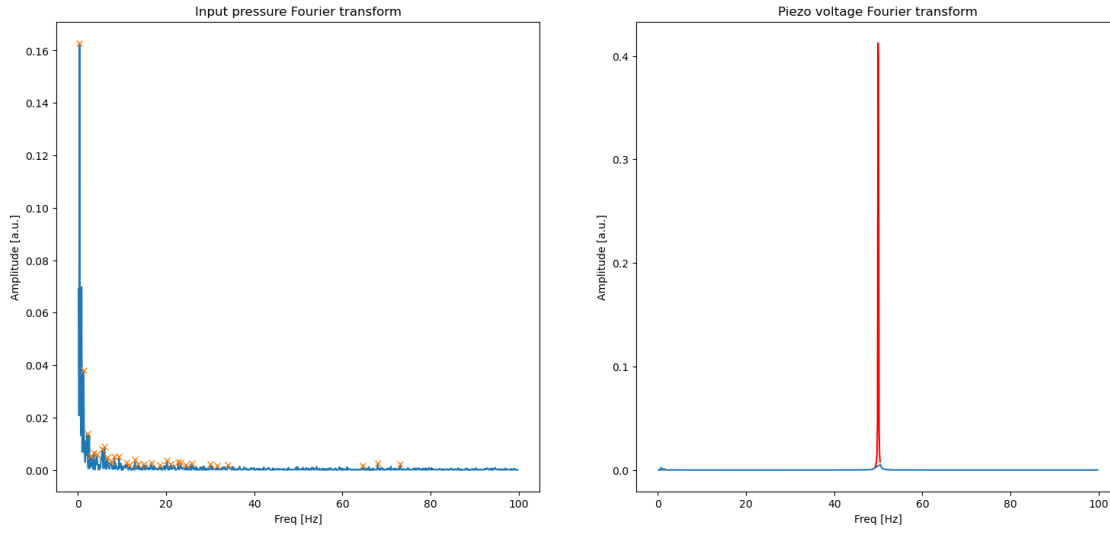 Input pressure Fourier transform
Amplitude [a.u.]
0.16
0.14
0.12
0.10
0.08
0.06
0.04
0.02
0.00
0 20 40 60 80 100
Freq [Hz]
Piezo voltage Fourier transform
Amplitude [a.u.]
0.4
0.3
0.2
0.1
0.0
0 20 40 60 80 100
Freq [Hz]